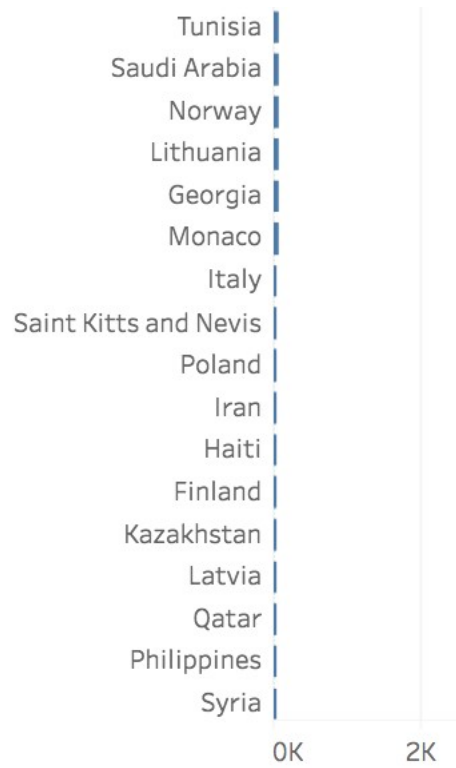 Tunisia
Saudi Arabia
Norway
Lithuania
Georgia
Monaco
Italy
Saint Kitts and Nevis
Poland
Iran
Haiti
Finland
Kazakhstan
Latvia
Qatar
Philippines
Syria
0K 2K